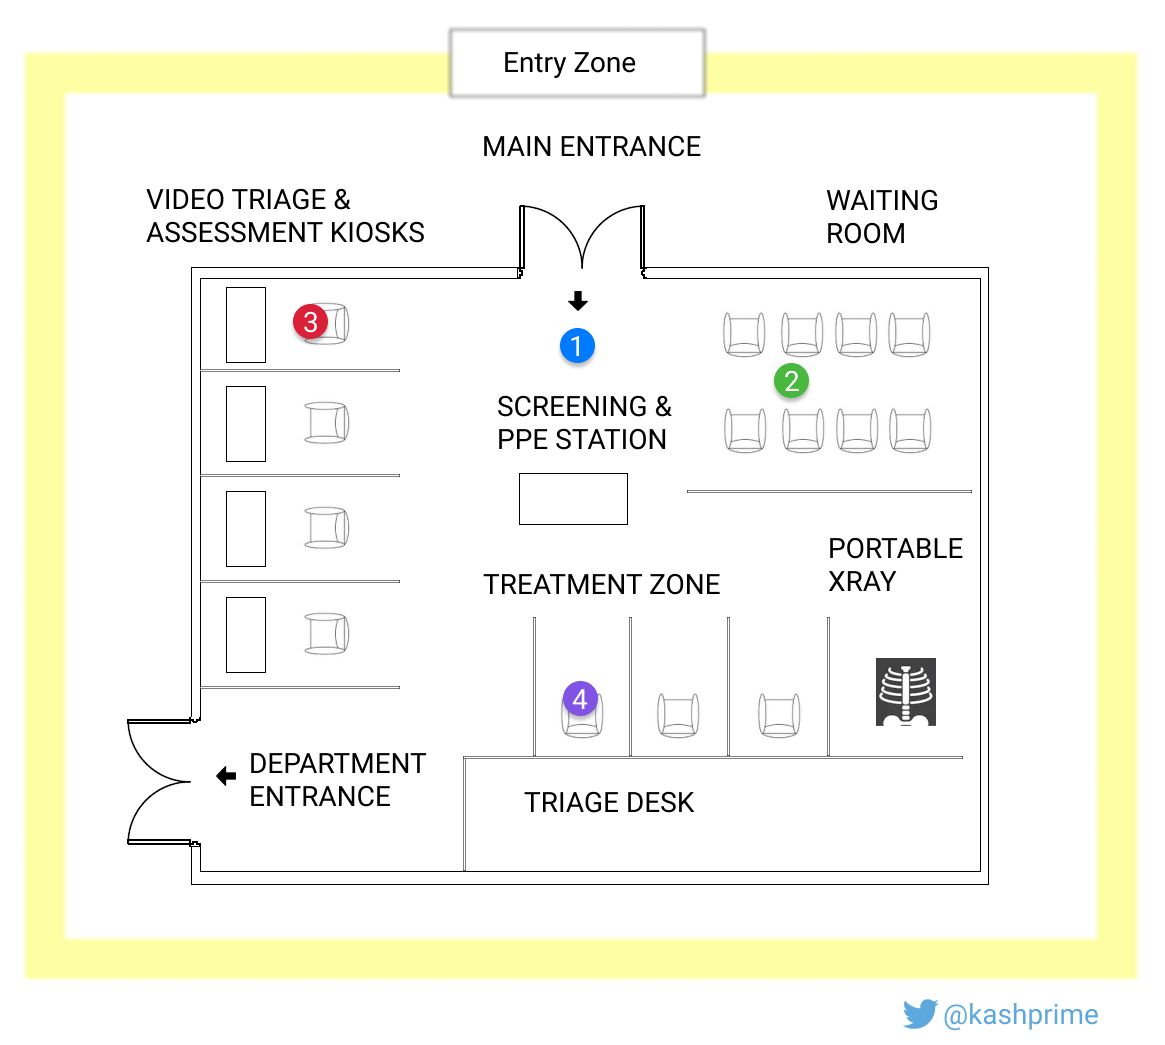 Entry Zone
MAIN ENTRANCE
VIDEO TRIAGE &
ASSESSMENT KIOSKS
WAITING
ROOM
3
1
2
SCREENING &
PPE STATION
PORTABLE
XRAY
TREATMENT ZONE
4
DEPARTMENT
ENTRANCE
TRIAGE DESK
@kashprime